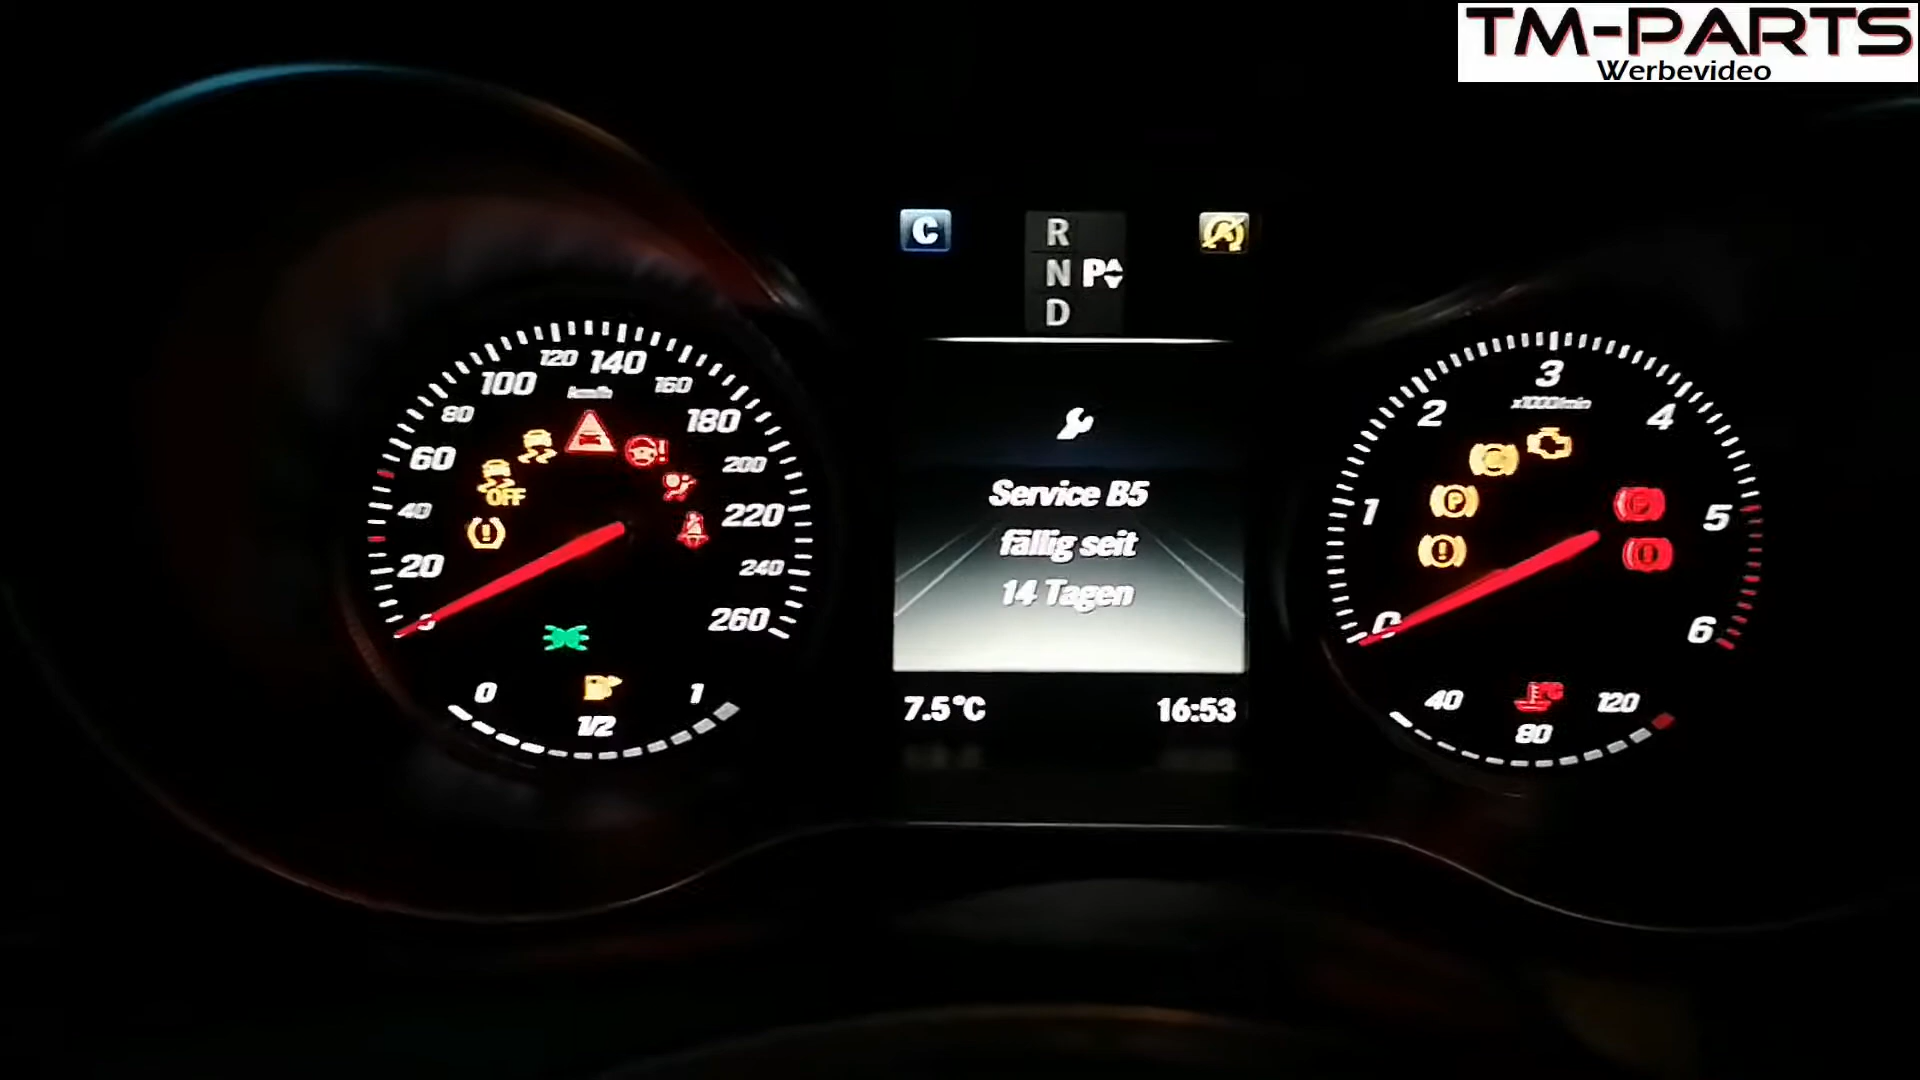 TM-PARTS
Werbevideo
C
R
N P
D
Service B5
fällig seit
14 Tagen
7.5°C 16:53
20
40
60
80
100
120
140
160
180
200
220
240
260
km/h
OFF
0 1/2 1
0
1
2
3
4
5
6
x1000/min
P
P
°C
40 80 120